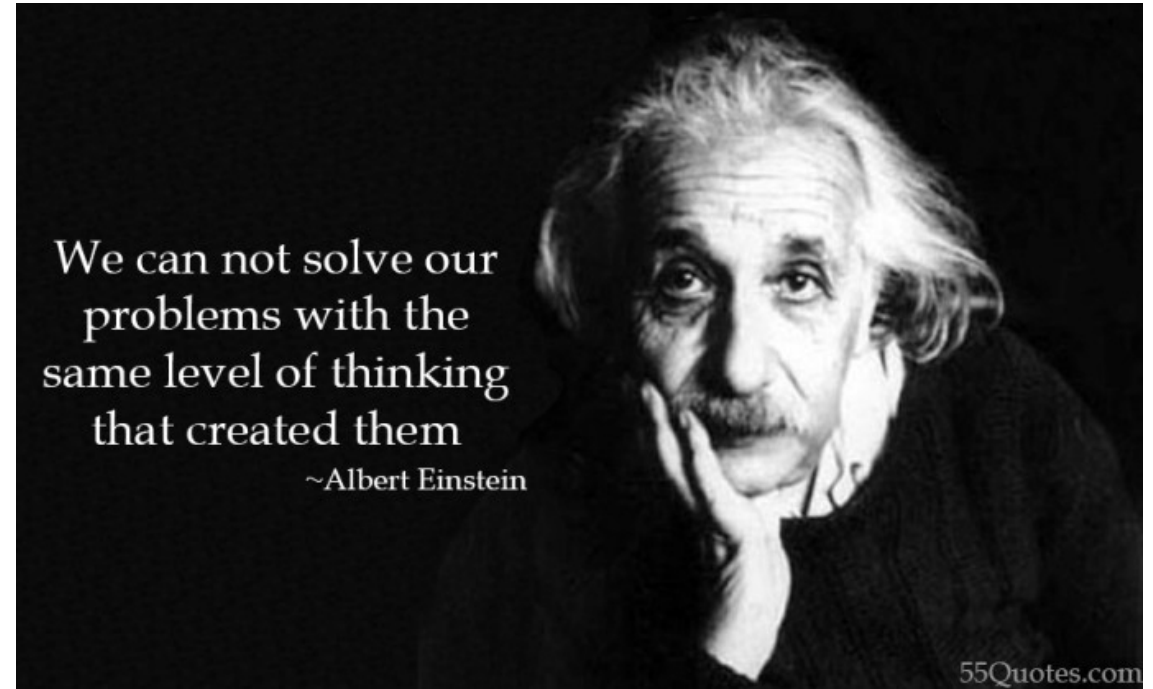 We can not solve our
problems with the
same level of thinking
that created them
~Albert Einstein
55Quotes.com